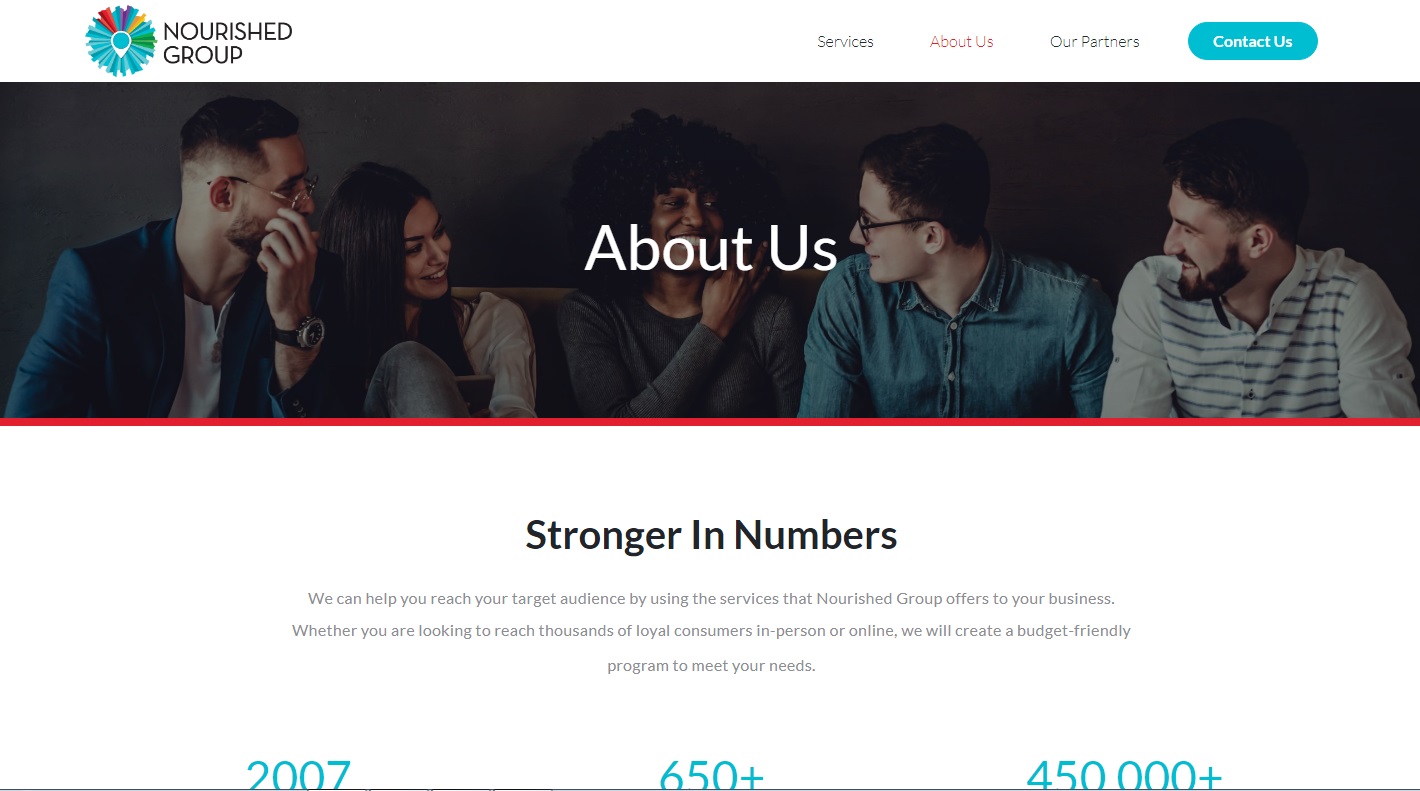 NOURISHED
GROUP
Services
About Us
Our Partners
Contact Us
About Us
Stronger In Numbers
We can help you reach your target audience by using the services that Nourished Group offers to your business.
Whether you are looking to reach thousands of loyal consumers in-person or online, we will create a budget-friendly
program to meet your needs.
2007
650+
450 000+